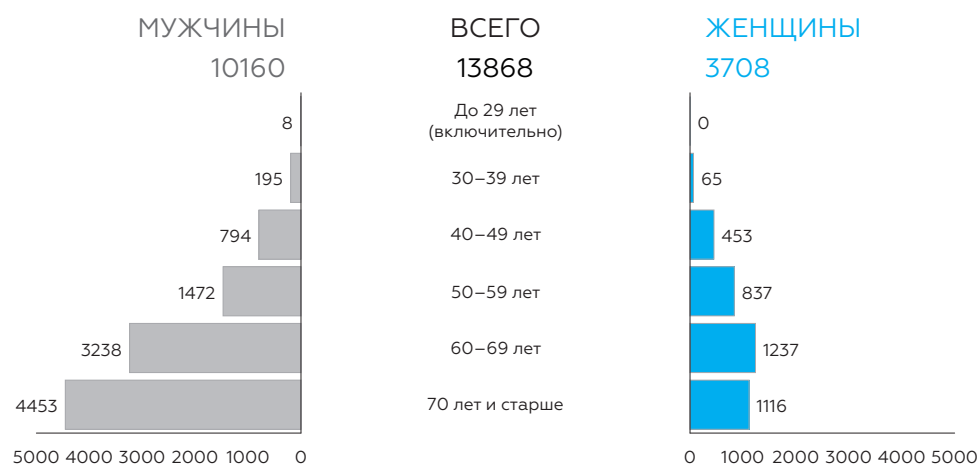 МУЖЧИНЫ ВСЕГО ЖЕНЩИНЫ
10160 13868 3708
До 29 лет
8 (включительно) 0
195 30–39 лет 65
794 40–49 лет 453
1472 50–59 лет 837
3238 60–69 лет 1237
4453 70 лет и старше 1116
5000 4000 3000 2000 1000 0 0 1000 2000 3000 4000 5000